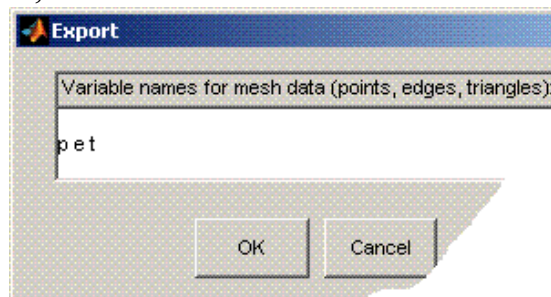 Export
Variable names for mesh data (points, edges, triangles):
p e t
OK Cancel